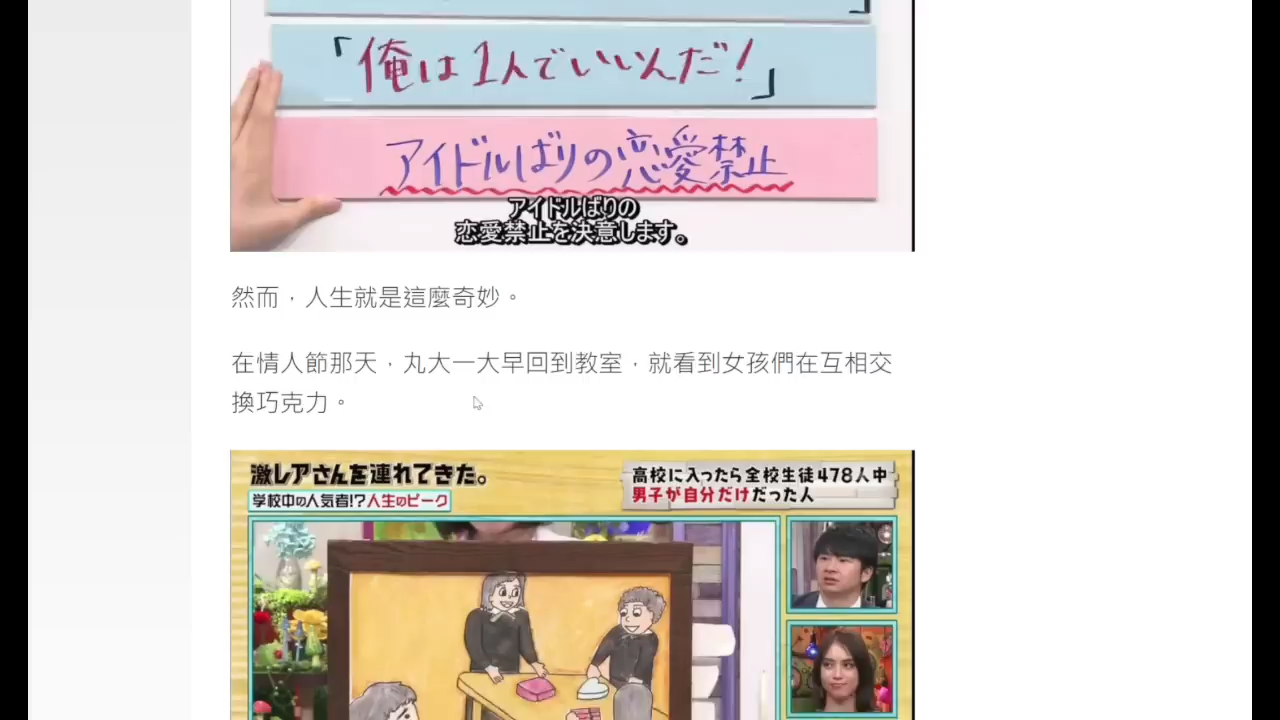 「俺は1人でいいんだ！」
アイドルばりの恋愛禁止
アイドルばりの
恋愛禁止を決意します。
然而，人生就是這麼奇妙。
在情人節那天，丸大一大早回到教室，就看到女孩們在互相交
換巧克力。
激レアさんを連れてきた。
学校中の人気者!?人生のピーク
高校に入ったら全校生徒478人中
男子が自分だけだった人